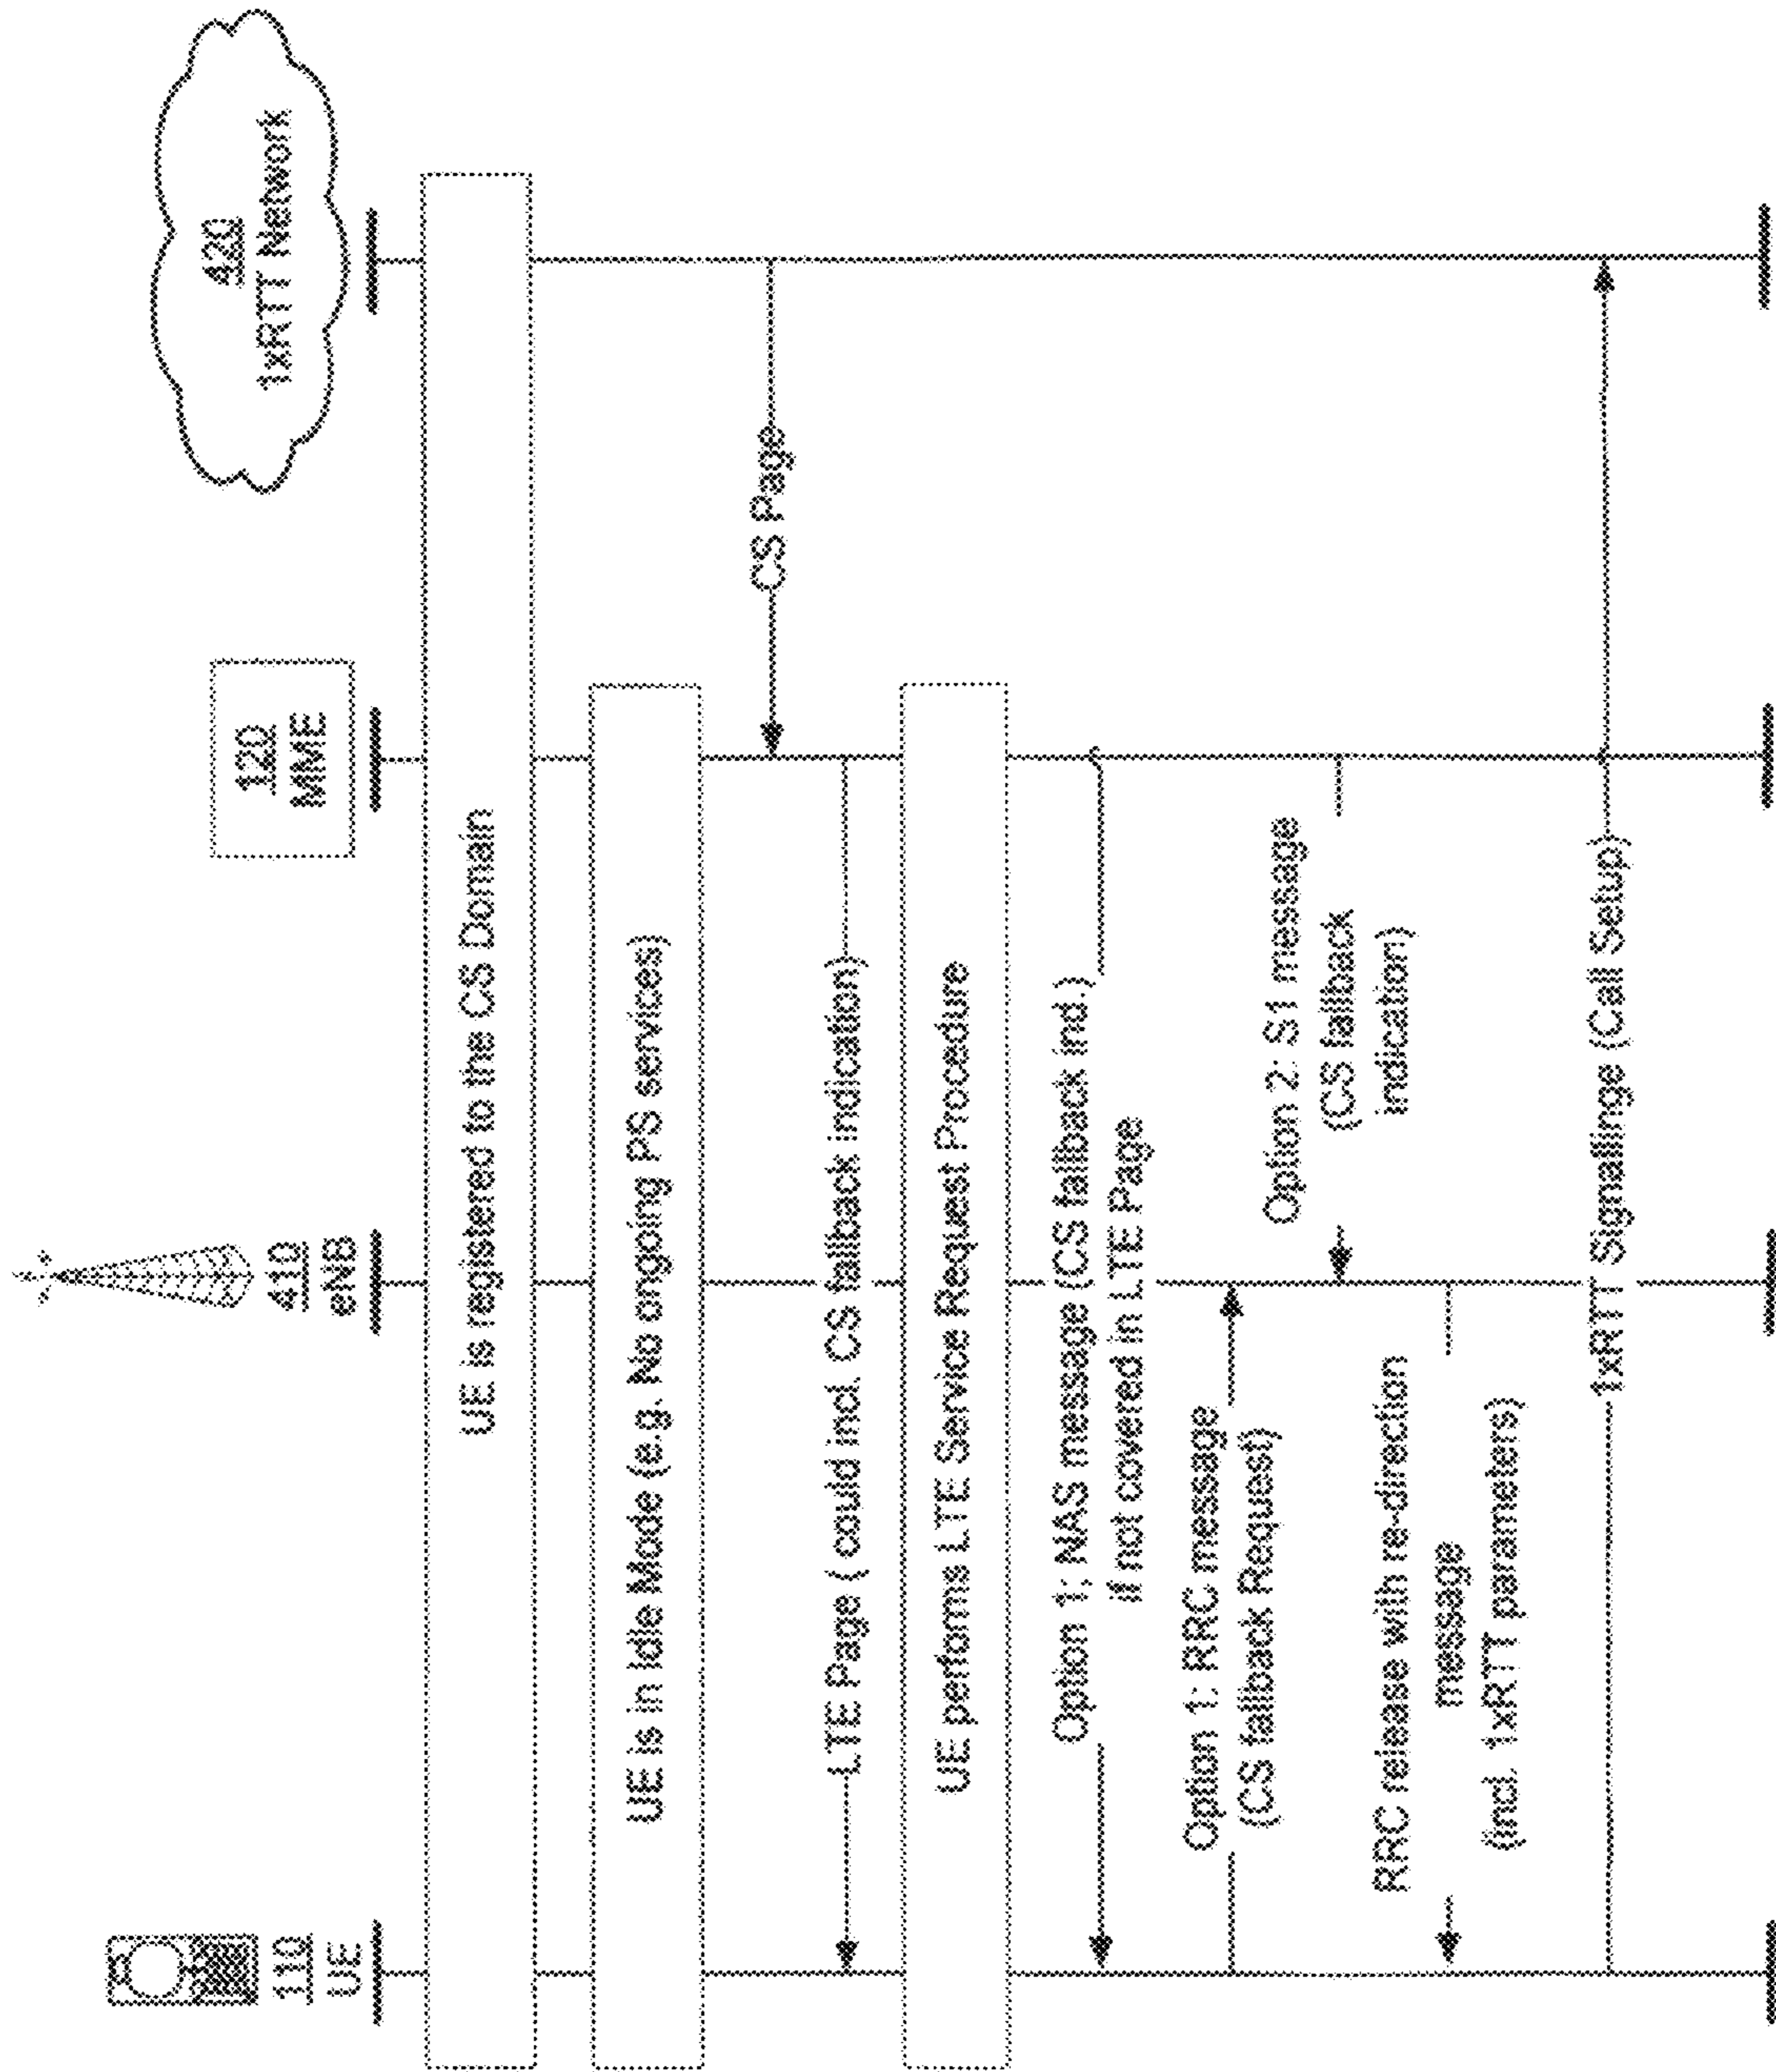 110
UE
410
eNB
120
MME
420
1xRTT Network
UE is registered to the CS Domain
UE is in Idle Mode (e.g. No ongoing PS services)
CS Page
LTE Page ( could incl. CS fallback indication)
UE performs LTE Service Request Procedure
Option 1: NAS message (CS fallback ind.)
if not covered in LTE Page
Option 1: RRC message
(CS fallback Request)
Option 2: S1 message
(CS fallback
indication)
RRC release with re-direction
message
(incl. 1xRTT parameters)
1xRTT Signallinge (Call Setup)